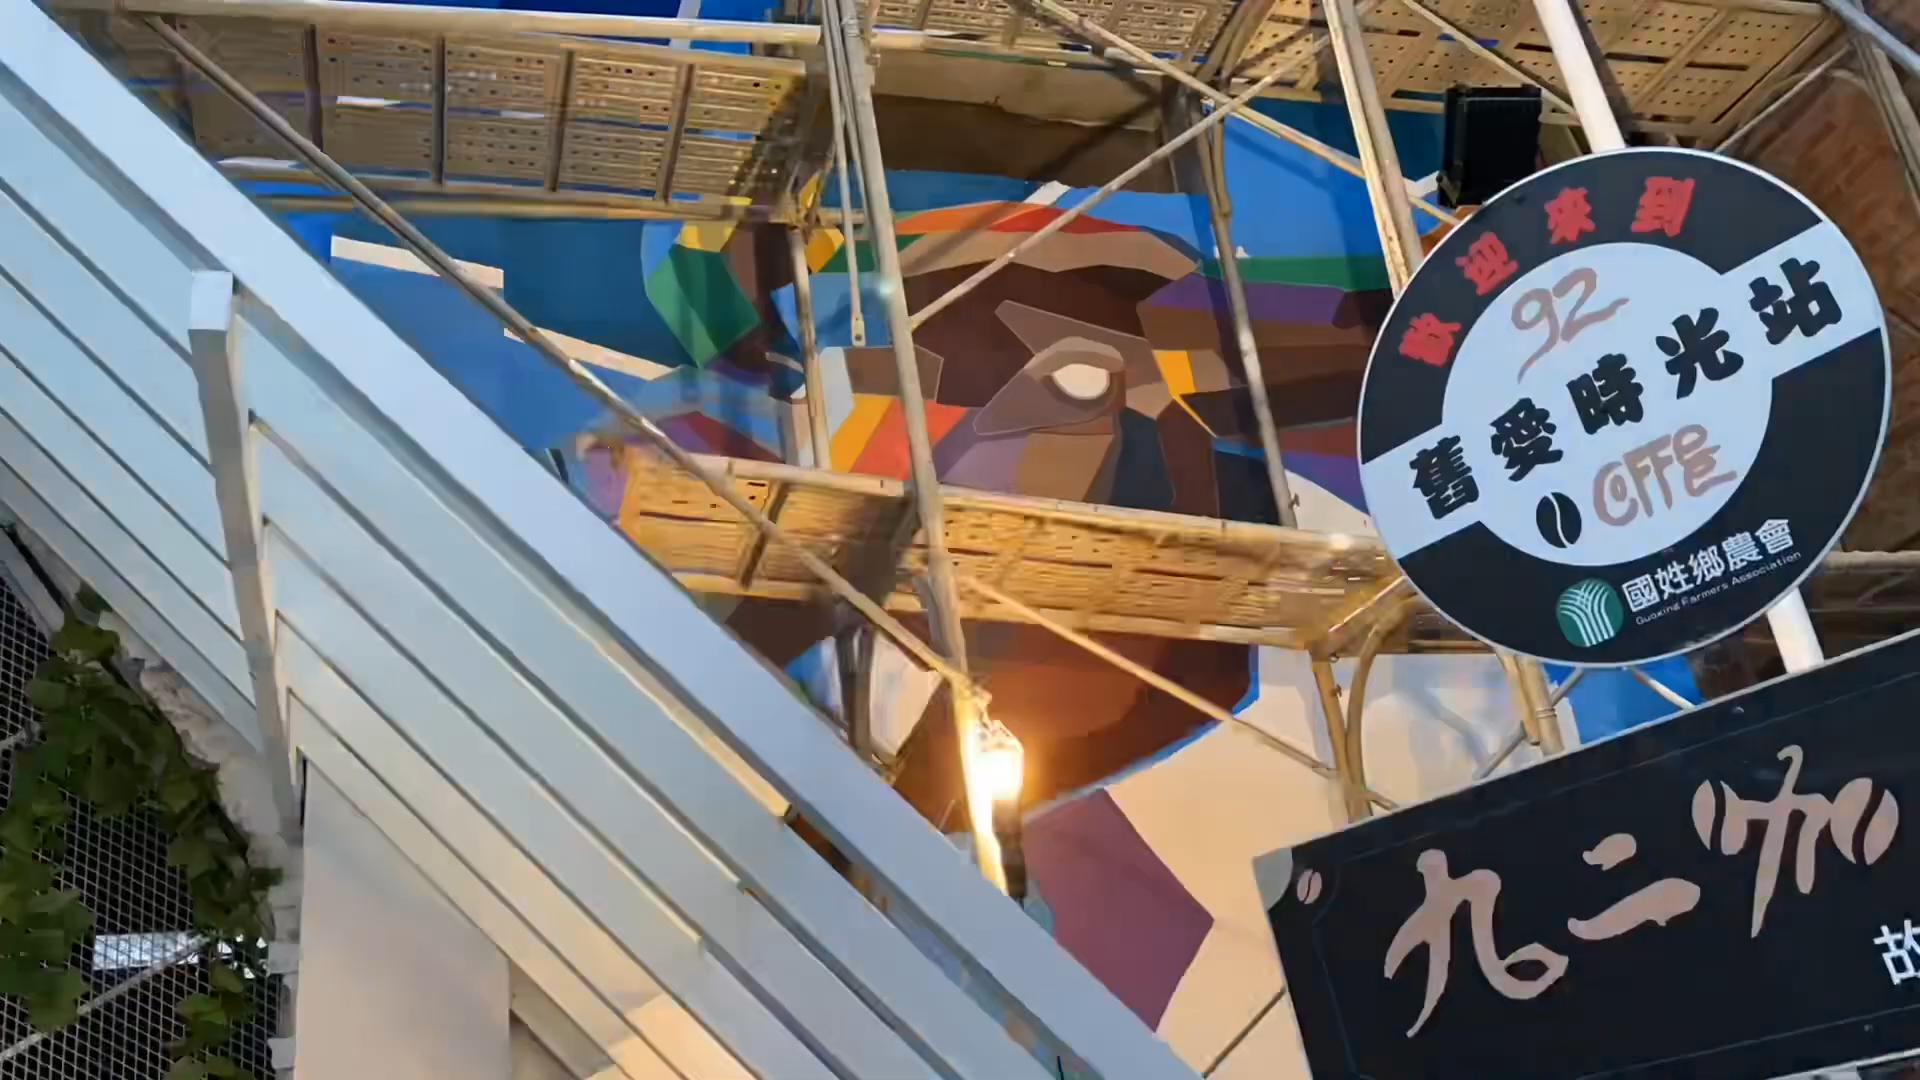 歡迎來到
92
舊愛時光站
COFFEE
國姓鄉農會
Guoxing Farmers Association
九二咖
故